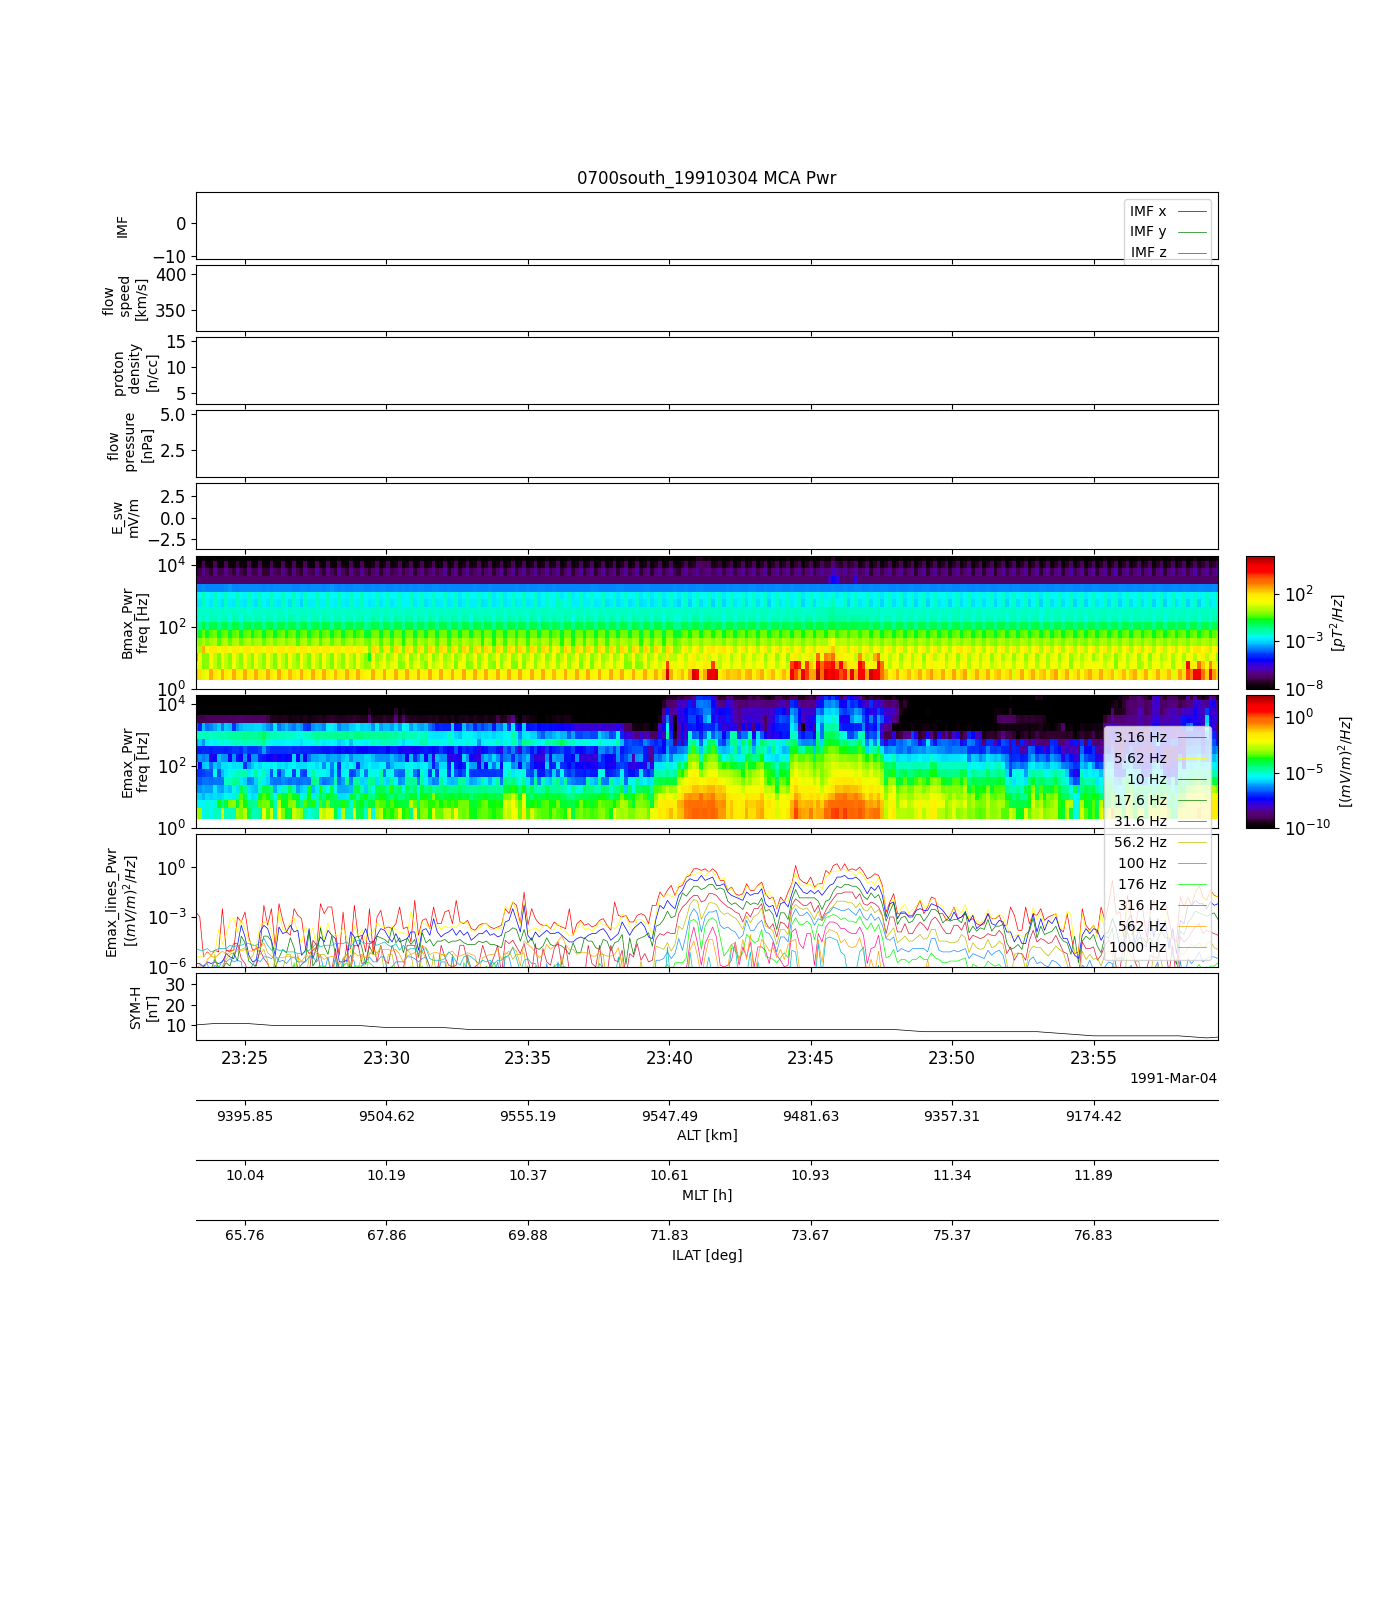 0700south_19910304 MCA Pwr
IMF
0
−10
IMF x
IMF y
IMF z
flow
speed
[km/s]
400
350
proton
density
[n/cc]
15
10
5
flow
pressure
[nPa]
5.0
2.5
E_sw
mV/m
2.5
0.0
−2.5
Bmax_Pwr
freq [Hz]
10^4
10^2
10^0
10^2
10^−3
10^−8
[pT^2/Hz]
Emax_Pwr
freq [Hz]
10^4
10^2
10^0
10^0
10^−5
10^−10
[(mV/m)^2/Hz]
3.16 Hz
5.62 Hz
10 Hz
17.6 Hz
31.6 Hz
56.2 Hz
100 Hz
176 Hz
316 Hz
562 Hz
1000 Hz
Emax_lines_Pwr
[(mV/m)^2/Hz]
10^0
10^−3
10^−6
SYM-H
[nT]
30
20
10
23:25 23:30 23:35 23:40 23:45 23:50 23:55
1991-Mar-04
9395.85 9504.62 9555.19 9547.49 9481.63 9357.31 9174.42
ALT [km]
10.04 10.19 10.37 10.61 10.93 11.34 11.89
MLT [h]
65.76 67.86 69.88 71.83 73.67 75.37 76.83
ILAT [deg]